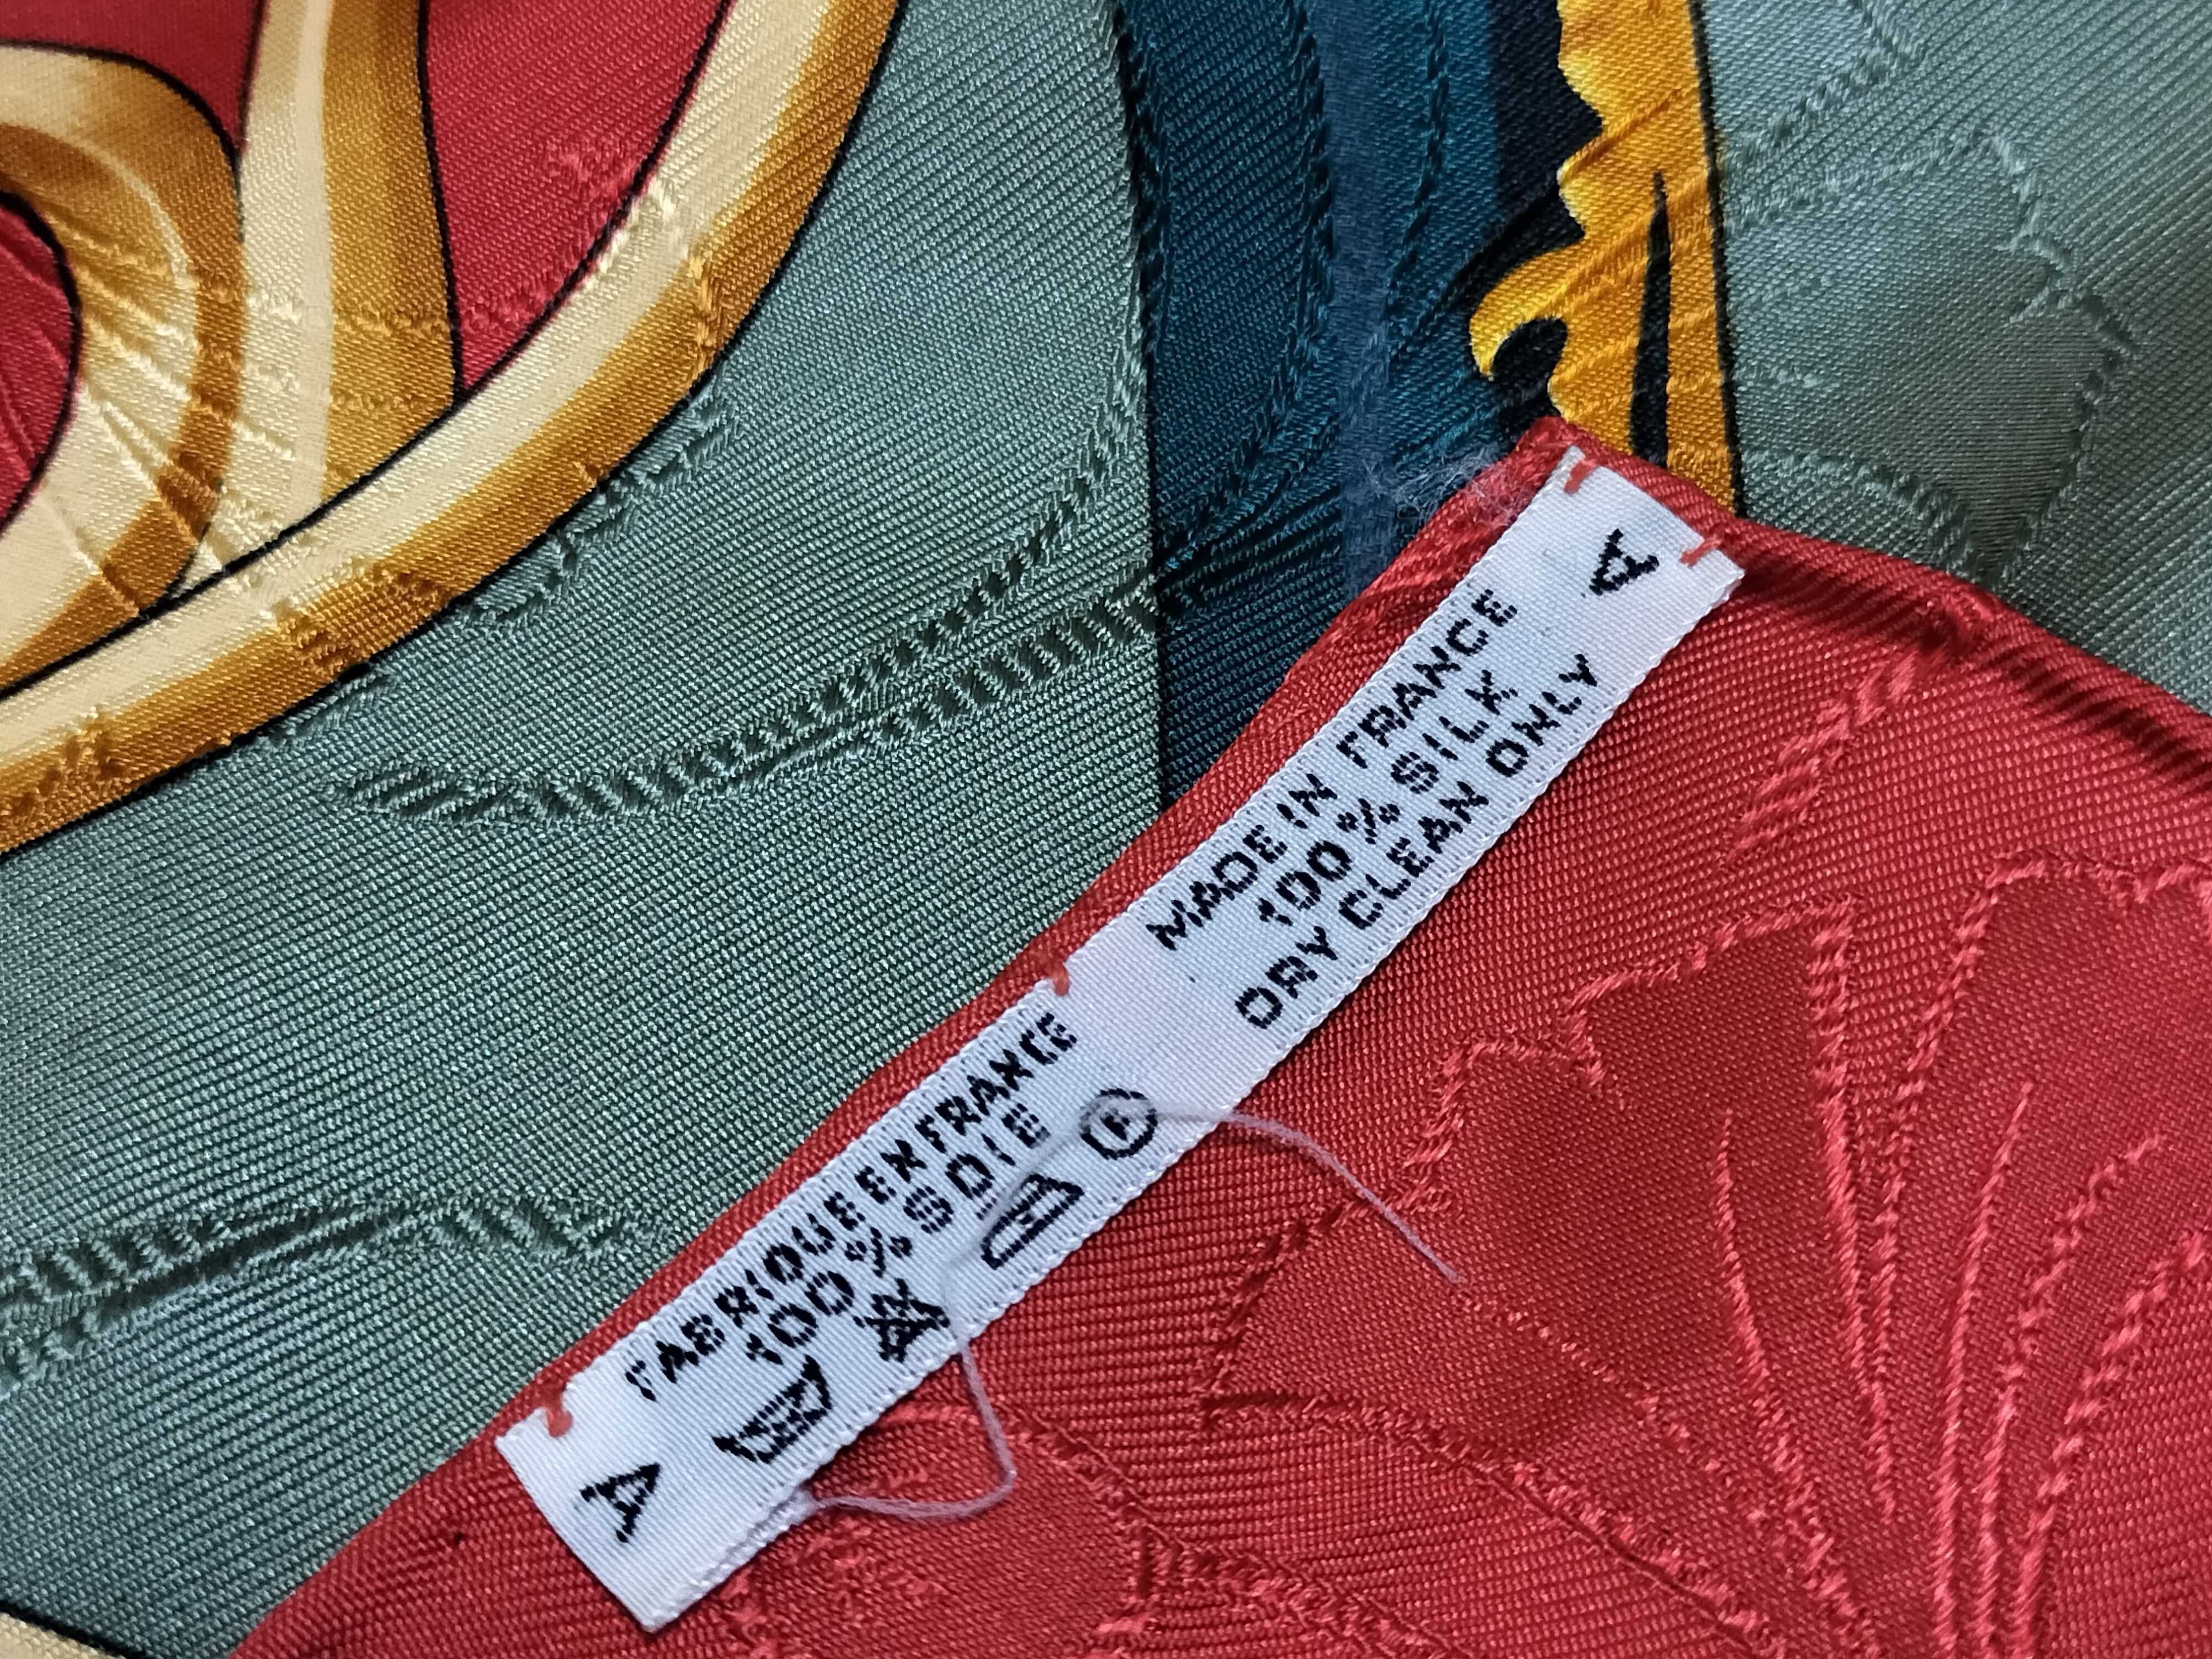 A
FABRIQUE EN FRANCE
100% SOIE
MADE IN FRANCE
100% SILK
DRY CLEAN ONLY
A